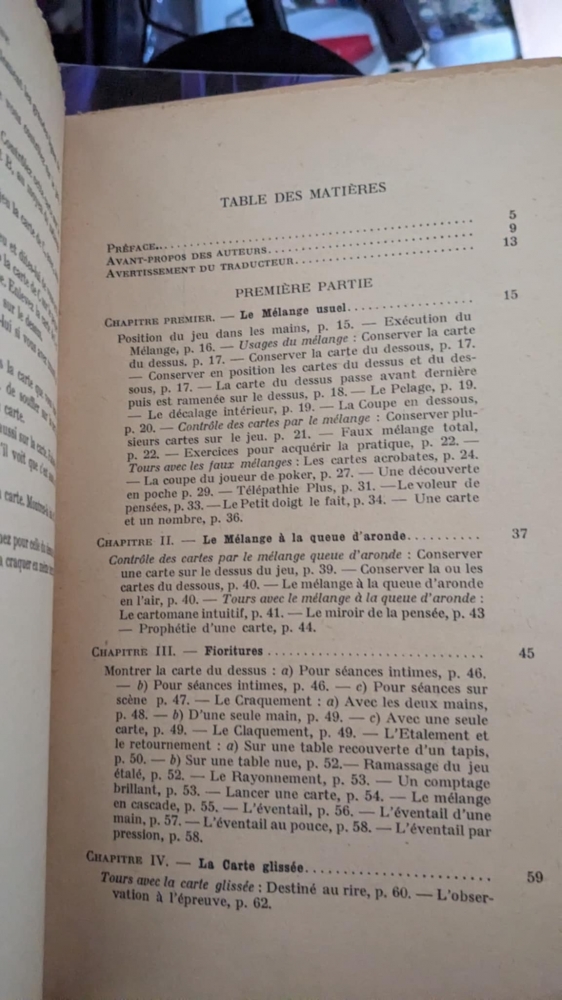 TABLE DES MATIÈRES
PRÉFACE.................... 5
AVANT-PROPOS DES AUTEURS.................... 9
AVERTISSEMENT DU TRADUCTEUR.................... 13
PREMIÈRE PARTIE
CHAPITRE PREMIER. — Le Mélange usuel.................... 15
Position du jeu dans les mains, p. 15. — Exécution du
Mélange, p. 16. — Usages du mélange : Conserver la carte
du dessus, p. 17. — Conserver la carte du dessous, p. 17.
— Conserver en position les cartes du dessus et du des-
sous, p. 17. — La carte du dessus passe avant dernière
puis est ramenée sur le dessus, p. 18. — Le Pelage, p. 19.
— Le décalage intérieur, p. 19. — La Coupe en dessous,
p. 20. — Contrôle des cartes par le mélange : Conserver plu-
sieurs cartes sur le jeu. p. 21. — Faux mélange total,
p. 22. — Exercices pour acquérir la pratique, p. 22. —
Tours avec les faux mélanges : Les cartes acrobates, p. 24.
— La coupe du joueur de poker, p. 27. — Une découverte
en poche p. 29. — Télépathie Plus, p. 31. — Le voleur de
pensées, p. 33. — Le Petit doigt le fait, p. 34. — Une carte
et un nombre, p. 36.
CHAPITRE II. — Le Mélange à la queue d'aronde.......... 37
Contrôle des cartes par le mélange queue d'aronde : Conserver
une carte sur le dessus du jeu, p. 39. — Conserver la ou les
cartes du dessous, p. 40. — Le mélange à la queue d'aronde
en l'air, p. 40. — Tours avec le mélange à la queue d'aronde :
Le cartomane intuitif, p. 41. — Le miroir de la pensée, p. 43
— Prophétie d'une carte, p. 44.
CHAPITRE III. — Fioritures.................... 45
Montrer la carte du dessus : a) Pour séances intimes, p. 46.
— b) Pour séances intimes, p. 46. — c) Pour séances sur
scène p. 47. — Le Craquement : a) Avec les deux mains,
p. 48. — b) D'une seule main, p. 49. — c) Avec une seule
carte, p. 49. — Le Claquement, p. 49. — L'Etalement et
le retournement : a) Sur une table recouverte d'un tapis,
p. 50. — b) Sur une table nue, p. 52.— Ramassage du jeu
étalé, p. 52. — Le Rayonnement, p. 53. — Un comptage
brillant, p. 53. — Lancer une carte, p. 54. — Le mélange
en cascade, p. 55. — L'éventail, p. 56. — L'éventail d'une
main, p. 57. — L'éventail au pouce, p. 58. — L'éventail par
pression, p. 58.
CHAPITRE IV. — La Carte glissée.................... 59
Tours avec la carte glissée : Destiné au rire, p. 60. — L'obser-
vation à l'épreuve, p. 62.